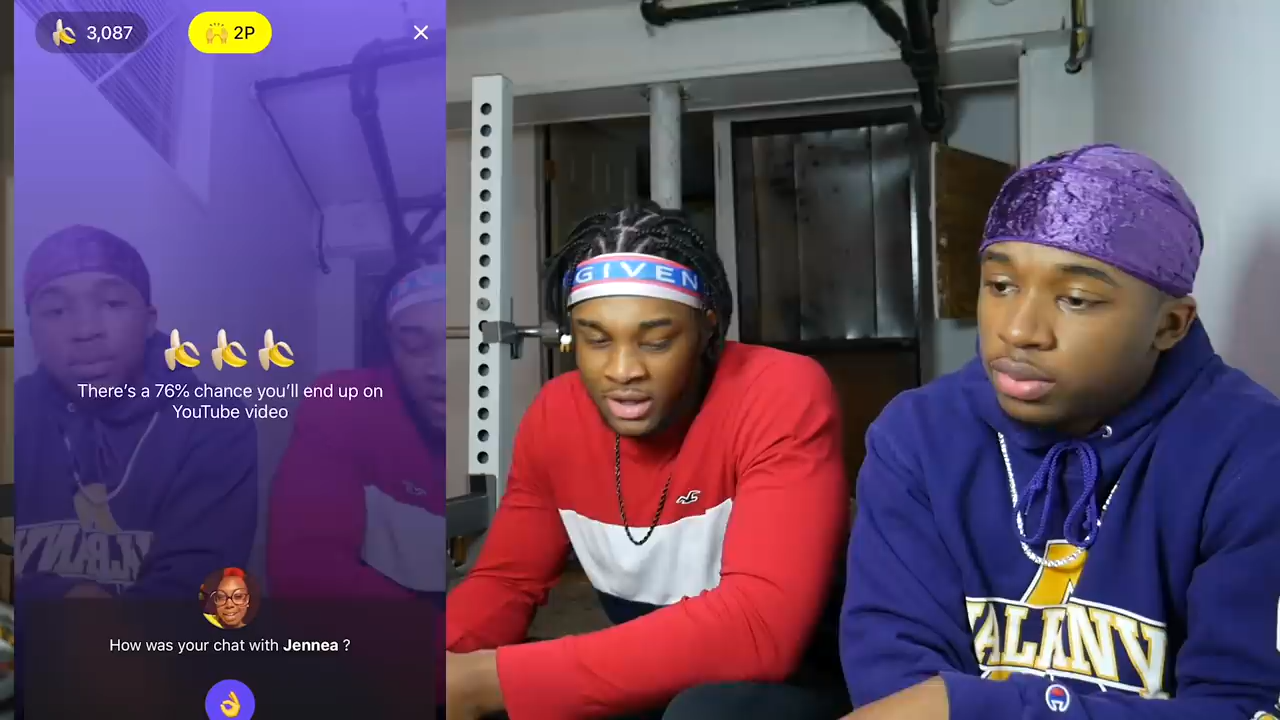 3,087
2P
There's a 76% chance you'll end up on
YouTube video
How was your chat with Jennea ?
GIVEN
ALBANY